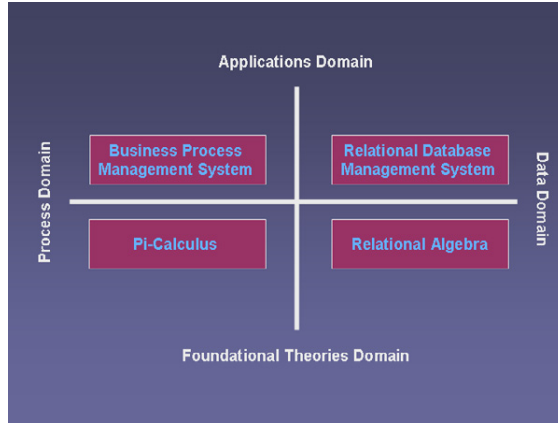 Applications Domain
Process Domain
Business Process
Management System
Relational Database
Management System
Data Domain
Pi-Calculus
Relational Algebra
Foundational Theories Domain